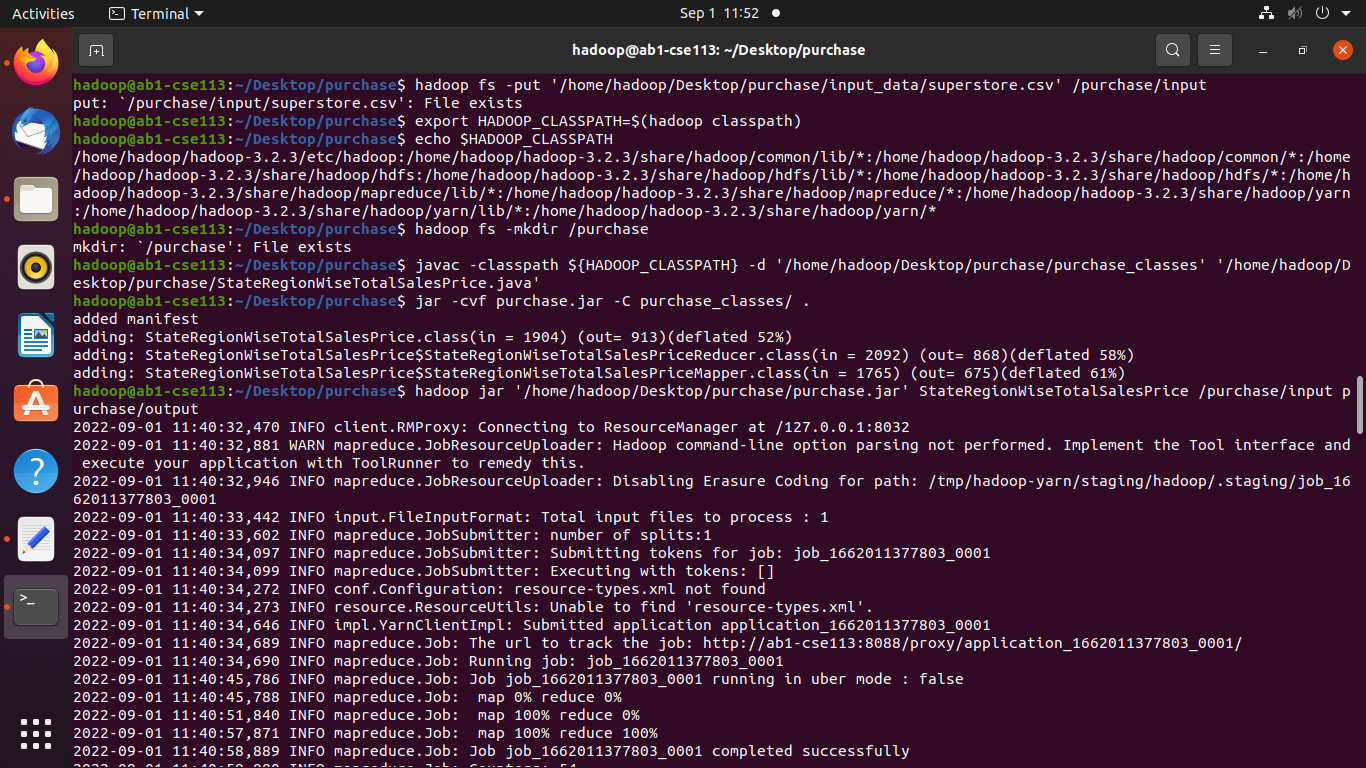 Activities
Terminal
Sep 1 11:52
hadoop@ab1-cse113: ~/Desktop/purchase
hadoop@ab1-cse113:~/Desktop/purchase$ hadoop fs -put '/home/hadoop/Desktop/purchase/input_data/superstore.csv' /purchase/input
put: `/purchase/input/superstore.csv': File exists
hadoop@ab1-cse113:~/Desktop/purchase$ export HADOOP_CLASSPATH=$(hadoop classpath)
hadoop@ab1-cse113:~/Desktop/purchase$ echo $HADOOP_CLASSPATH
/home/hadoop/hadoop-3.2.3/etc/hadoop:/home/hadoop/hadoop-3.2.3/share/hadoop/common/lib/*:/home/hadoop/hadoop-3.2.3/share/hadoop/common/*:/home
/hadoop/hadoop-3.2.3/share/hadoop/hdfs:/home/hadoop/hadoop-3.2.3/share/hadoop/hdfs/lib/*:/home/hadoop/hadoop-3.2.3/share/hadoop/hdfs/*:/home/h
adoop/hadoop-3.2.3/share/hadoop/mapreduce/lib/*:/home/hadoop/hadoop-3.2.3/share/hadoop/mapreduce/*:/home/hadoop/hadoop-3.2.3/share/hadoop/yarn
:/home/hadoop/hadoop-3.2.3/share/hadoop/yarn/lib/*:/home/hadoop/hadoop-3.2.3/share/hadoop/yarn/*
hadoop@ab1-cse113:~/Desktop/purchase$ hadoop fs -mkdir /purchase
mkdir: `/purchase': File exists
hadoop@ab1-cse113:~/Desktop/purchase$ javac -classpath ${HADOOP_CLASSPATH} -d '/home/hadoop/Desktop/purchase/purchase_classes' '/home/hadoop/D
esktop/purchase/StateRegionWiseTotalSalesPrice.java'
hadoop@ab1-cse113:~/Desktop/purchase$ jar -cvf purchase.jar -C purchase_classes/ .
added manifest
adding: StateRegionWiseTotalSalesPrice.class(in = 1904) (out= 913)(deflated 52%)
adding: StateRegionWiseTotalSalesPrice$StateRegionWiseTotalSalesPriceReducer.class(in = 2092) (out= 868)(deflated 58%)
adding: StateRegionWiseTotalSalesPrice$StateRegionWiseTotalSalesPriceMapper.class(in = 1765) (out= 675)(deflated 61%)
hadoop@ab1-cse113:~/Desktop/purchase$ hadoop jar '/home/hadoop/Desktop/purchase/purchase.jar' StateRegionWiseTotalSalesPrice /purchase/input p
urchase/output
2022-09-01 11:40:32,470 INFO client.RMProxy: Connecting to ResourceManager at /127.0.0.1:8032
2022-09-01 11:40:32,881 WARN mapreduce.JobResourceUploader: Hadoop command-line option parsing not performed. Implement the Tool interface and
 execute your application with ToolRunner to remedy this.
2022-09-01 11:40:32,946 INFO mapreduce.JobResourceUploader: Disabling Erasure Coding for path: /tmp/hadoop-yarn/staging/hadoop/.staging/job_16
62011377803_0001
2022-09-01 11:40:33,442 INFO input.FileInputFormat: Total input files to process : 1
2022-09-01 11:40:33,602 INFO mapreduce.JobSubmitter: number of splits:1
2022-09-01 11:40:34,097 INFO mapreduce.JobSubmitter: Submitting tokens for job: job_1662011377803_0001
2022-09-01 11:40:34,099 INFO mapreduce.JobSubmitter: Executing with tokens: []
2022-09-01 11:40:34,272 INFO conf.Configuration: resource-types.xml not found
2022-09-01 11:40:34,273 INFO resource.ResourceUtils: Unable to find 'resource-types.xml'.
2022-09-01 11:40:34,646 INFO impl.YarnClientImpl: Submitted application application_1662011377803_0001
2022-09-01 11:40:34,689 INFO mapreduce.Job: The url to track the job: http://ab1-cse113:8088/proxy/application_1662011377803_0001/
2022-09-01 11:40:34,690 INFO mapreduce.Job: Running job: job_1662011377803_0001
2022-09-01 11:40:45,786 INFO mapreduce.Job: Job job_1662011377803_0001 running in uber mode : false
2022-09-01 11:40:45,788 INFO mapreduce.Job:  map 0% reduce 0%
2022-09-01 11:40:51,840 INFO mapreduce.Job:  map 100% reduce 0%
2022-09-01 11:40:57,871 INFO mapreduce.Job:  map 100% reduce 100%
2022-09-01 11:40:58,889 INFO mapreduce.Job: Job job_1662011377803_0001 completed successfully